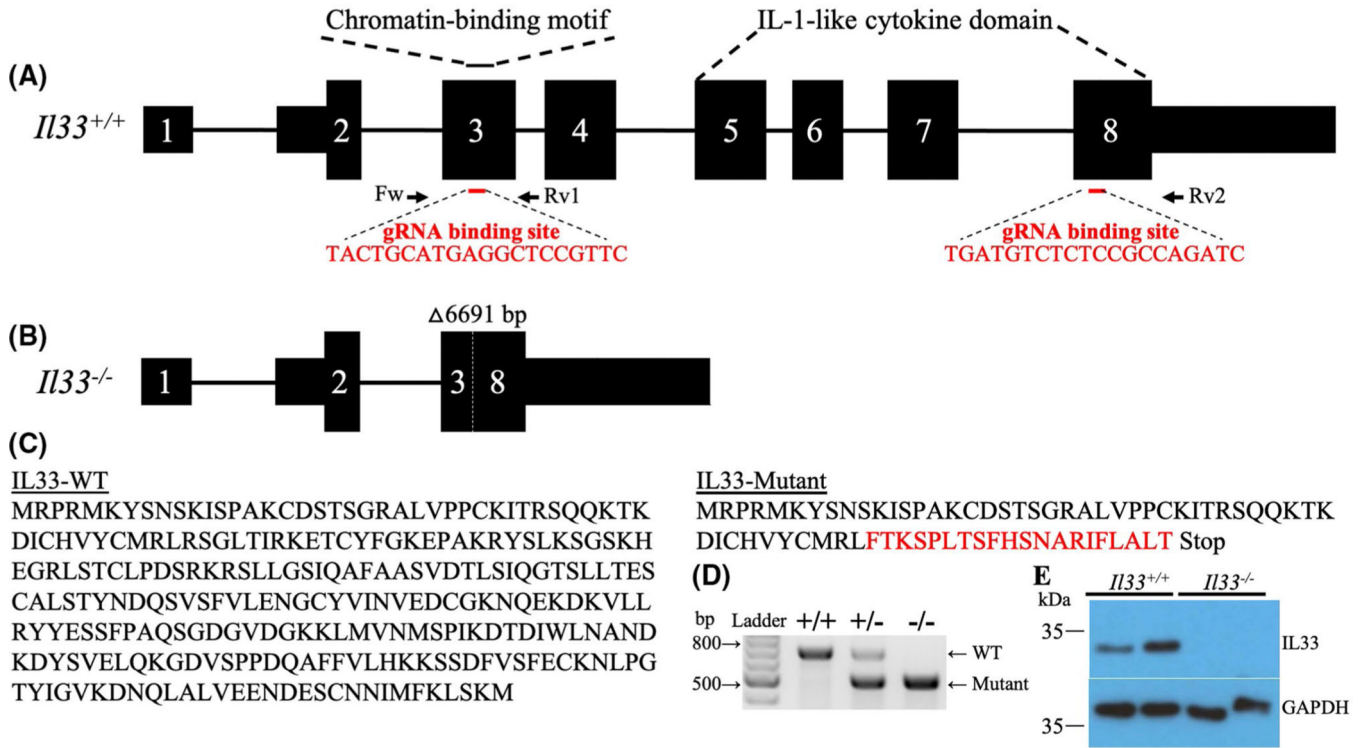 Chromatin-binding motif
IL-1-like cytokine domain
(A)
Il33+/+
1
2
3
4
5
6
7
8
Fw
Rv1
Rv2
gRNA binding site
TACTGCATGAGGCTCCGTTC
gRNA binding site
TGATGTCTCTCCGCCAGATC
(B)
△6691 bp
Il33-/-
1
2
3
8
(C)
IL33-WT
MRPRMKYSNSKISPAKCDSTSGRALVPPCKITRSQQKTK
DICHVYCMRLRSGLTIRKETCYFGKEPAKRYSLKSGSKH
EGRLSTCLPDSRKRSLLGSIQAFAASVDTLSIQGTSLLTES
CALSTYNDQSVSFVLENGCYVINVEDCGKNQEKDKVLL
RYYESSFPAQSGDGVDGKKLMVNMSPIKDTDIWLNAND
KDYSVELQKGDVSPPDQAFFVLHKKSSDFVSFECKNLPG
TYIGVKDNQLALVEENDESCNNIMFKLSKM
IL33-Mutant
MRPRMKYSNSKISPAKCDSTSGRALVPPCKITRSQQKTK
DICHVYCMRLFTKSPLTSFHSNARIFLALT Stop
(D)
bp
Ladder
+/+
+/-
-/-
800→
500→
← WT
← Mutant
E
Il33+/+
Il33-/-
kDa
35
IL33
35
GAPDH